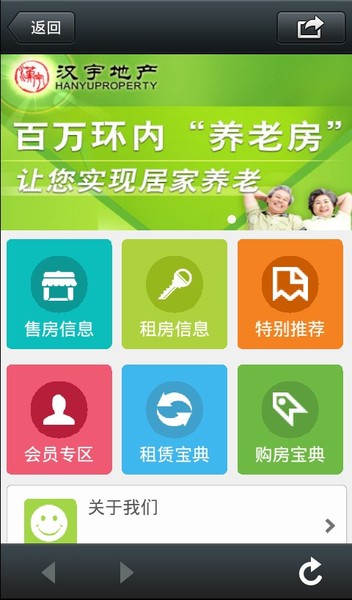 返回
汉宇地产
HANYUPROPERTY
百万环内 “养老房”
让您实现居家养老
售房信息
租房信息
特别推荐
会员专区
租赁宝典
购房宝典
关于我们